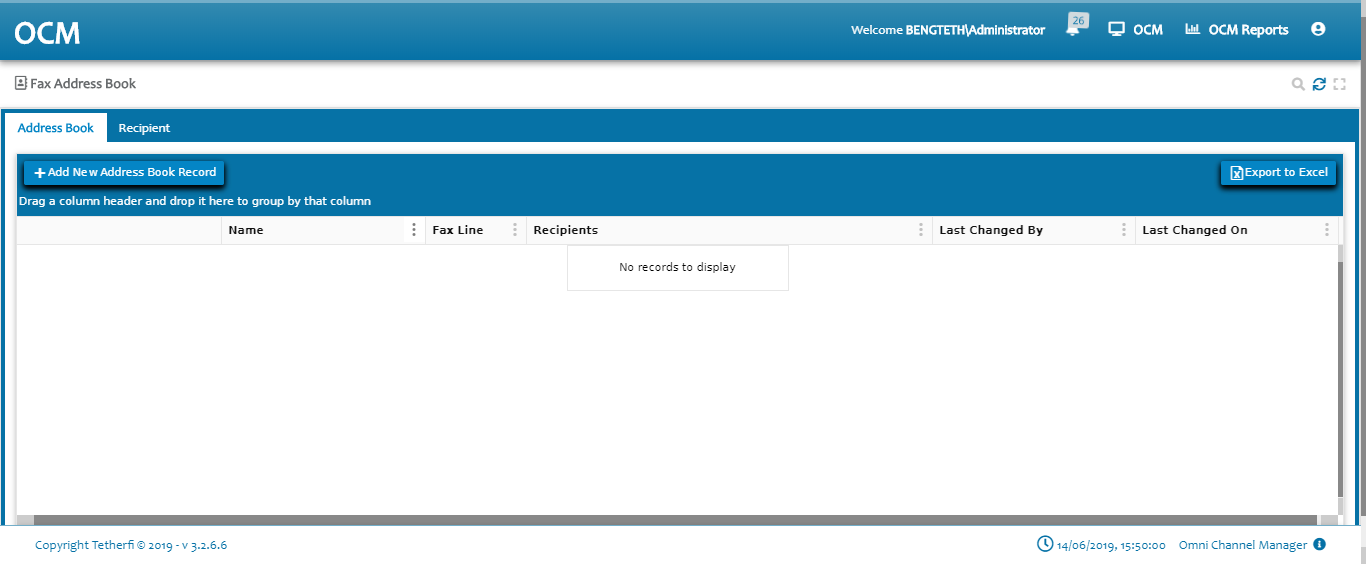 OCM
Welcome BENGTETH\Administrator
26
OCM
OCM Reports
Fax Address Book
Address Book
Recipient
Add New Address Book Record
Export to Excel
Drag a column header and drop it here to group by that column
Name
Fax Line
Recipients
Last Changed By
Last Changed On
No records to display
Copyright Tetherfi © 2019 - v 3.2.6.6
14/06/2019, 15:50:00
Omni Channel Manager